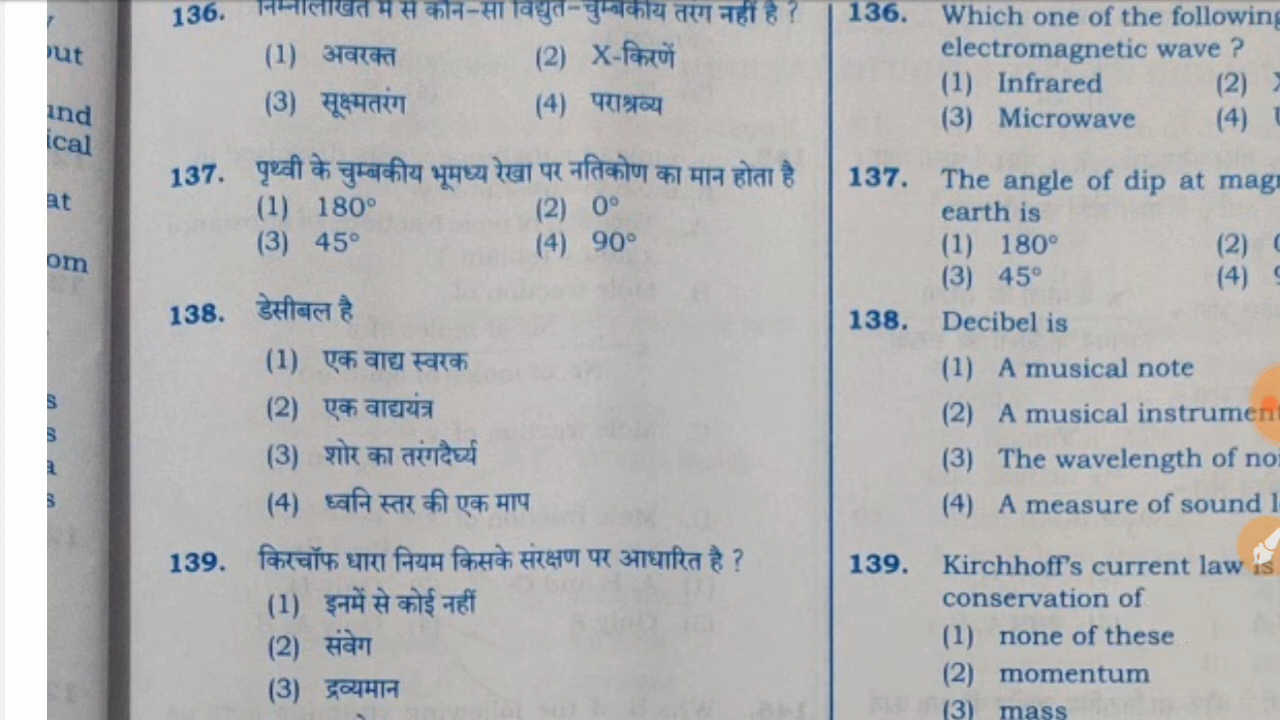 out
und
ical
at
om
s
s
a
s
136. निम्नलिखित में से कौन-सा विद्युत-चुम्बकीय तरंग नहीं है ?
(1) अवरक्त (2) X-किरणें
(3) सूक्ष्मतरंग (4) पराश्रव्य
137. पृथ्वी के चुम्बकीय भूमध्य रेखा पर नतिकोण का मान होता है
(1) 180° (2) 0°
(3) 45° (4) 90°
138. डेसीबल है
(1) एक वाद्य स्वरक
(2) एक वाद्ययंत्र
(3) शोर का तरंगदैर्घ्य
(4) ध्वनि स्तर की एक माप
139. किरचॉफ धारा नियम किसके संरक्षण पर आधारित है ?
(1) इनमें से कोई नहीं
(2) संवेग
(3) द्रव्यमान
136. Which one of the following
electromagnetic wave ?
(1) Infrared (2)
(3) Microwave (4)
137. The angle of dip at mag
earth is
(1) 180° (2)
(3) 45° (4)
138. Decibel is
(1) A musical note
(2) A musical instrumen
(3) The wavelength of no
(4) A measure of sound l
139. Kirchhoff's current law is
conservation of
(1) none of these
(2) momentum
(3) mass